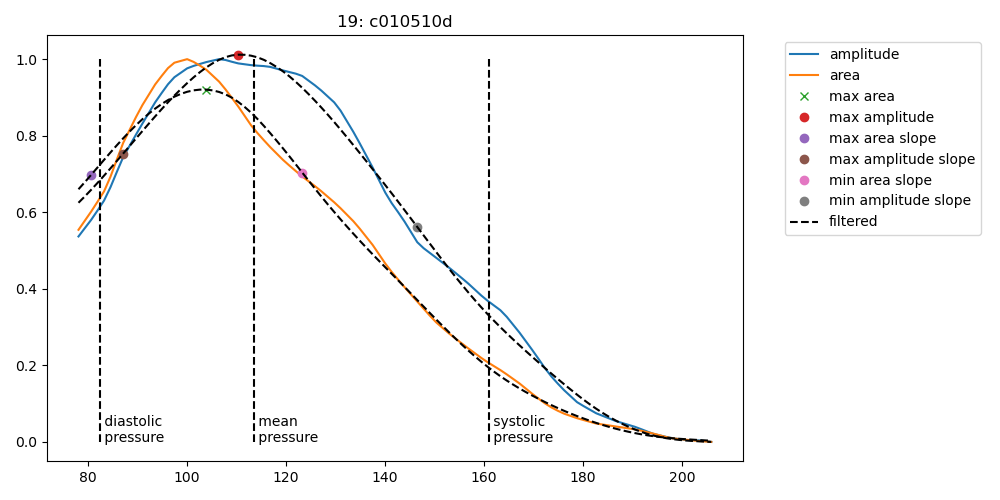 19: c010510d
amplitude
area
max area
max amplitude
max area slope
max amplitude slope
min area slope
min amplitude slope
filtered
1.0
0.8
0.6
0.4
0.2
0.0
diastolic
pressure
mean
pressure
systolic
pressure
80 100 120 140 160 180 200